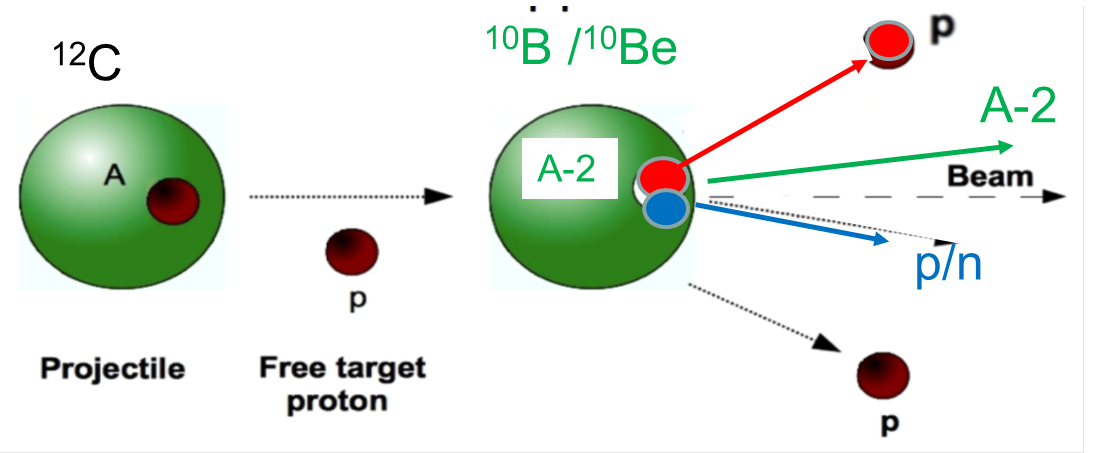 ¹²C
A
Projectile
p
Free target
proton
¹⁰B /¹⁰Be
A-2
p
A-2
Beam
p/n
p